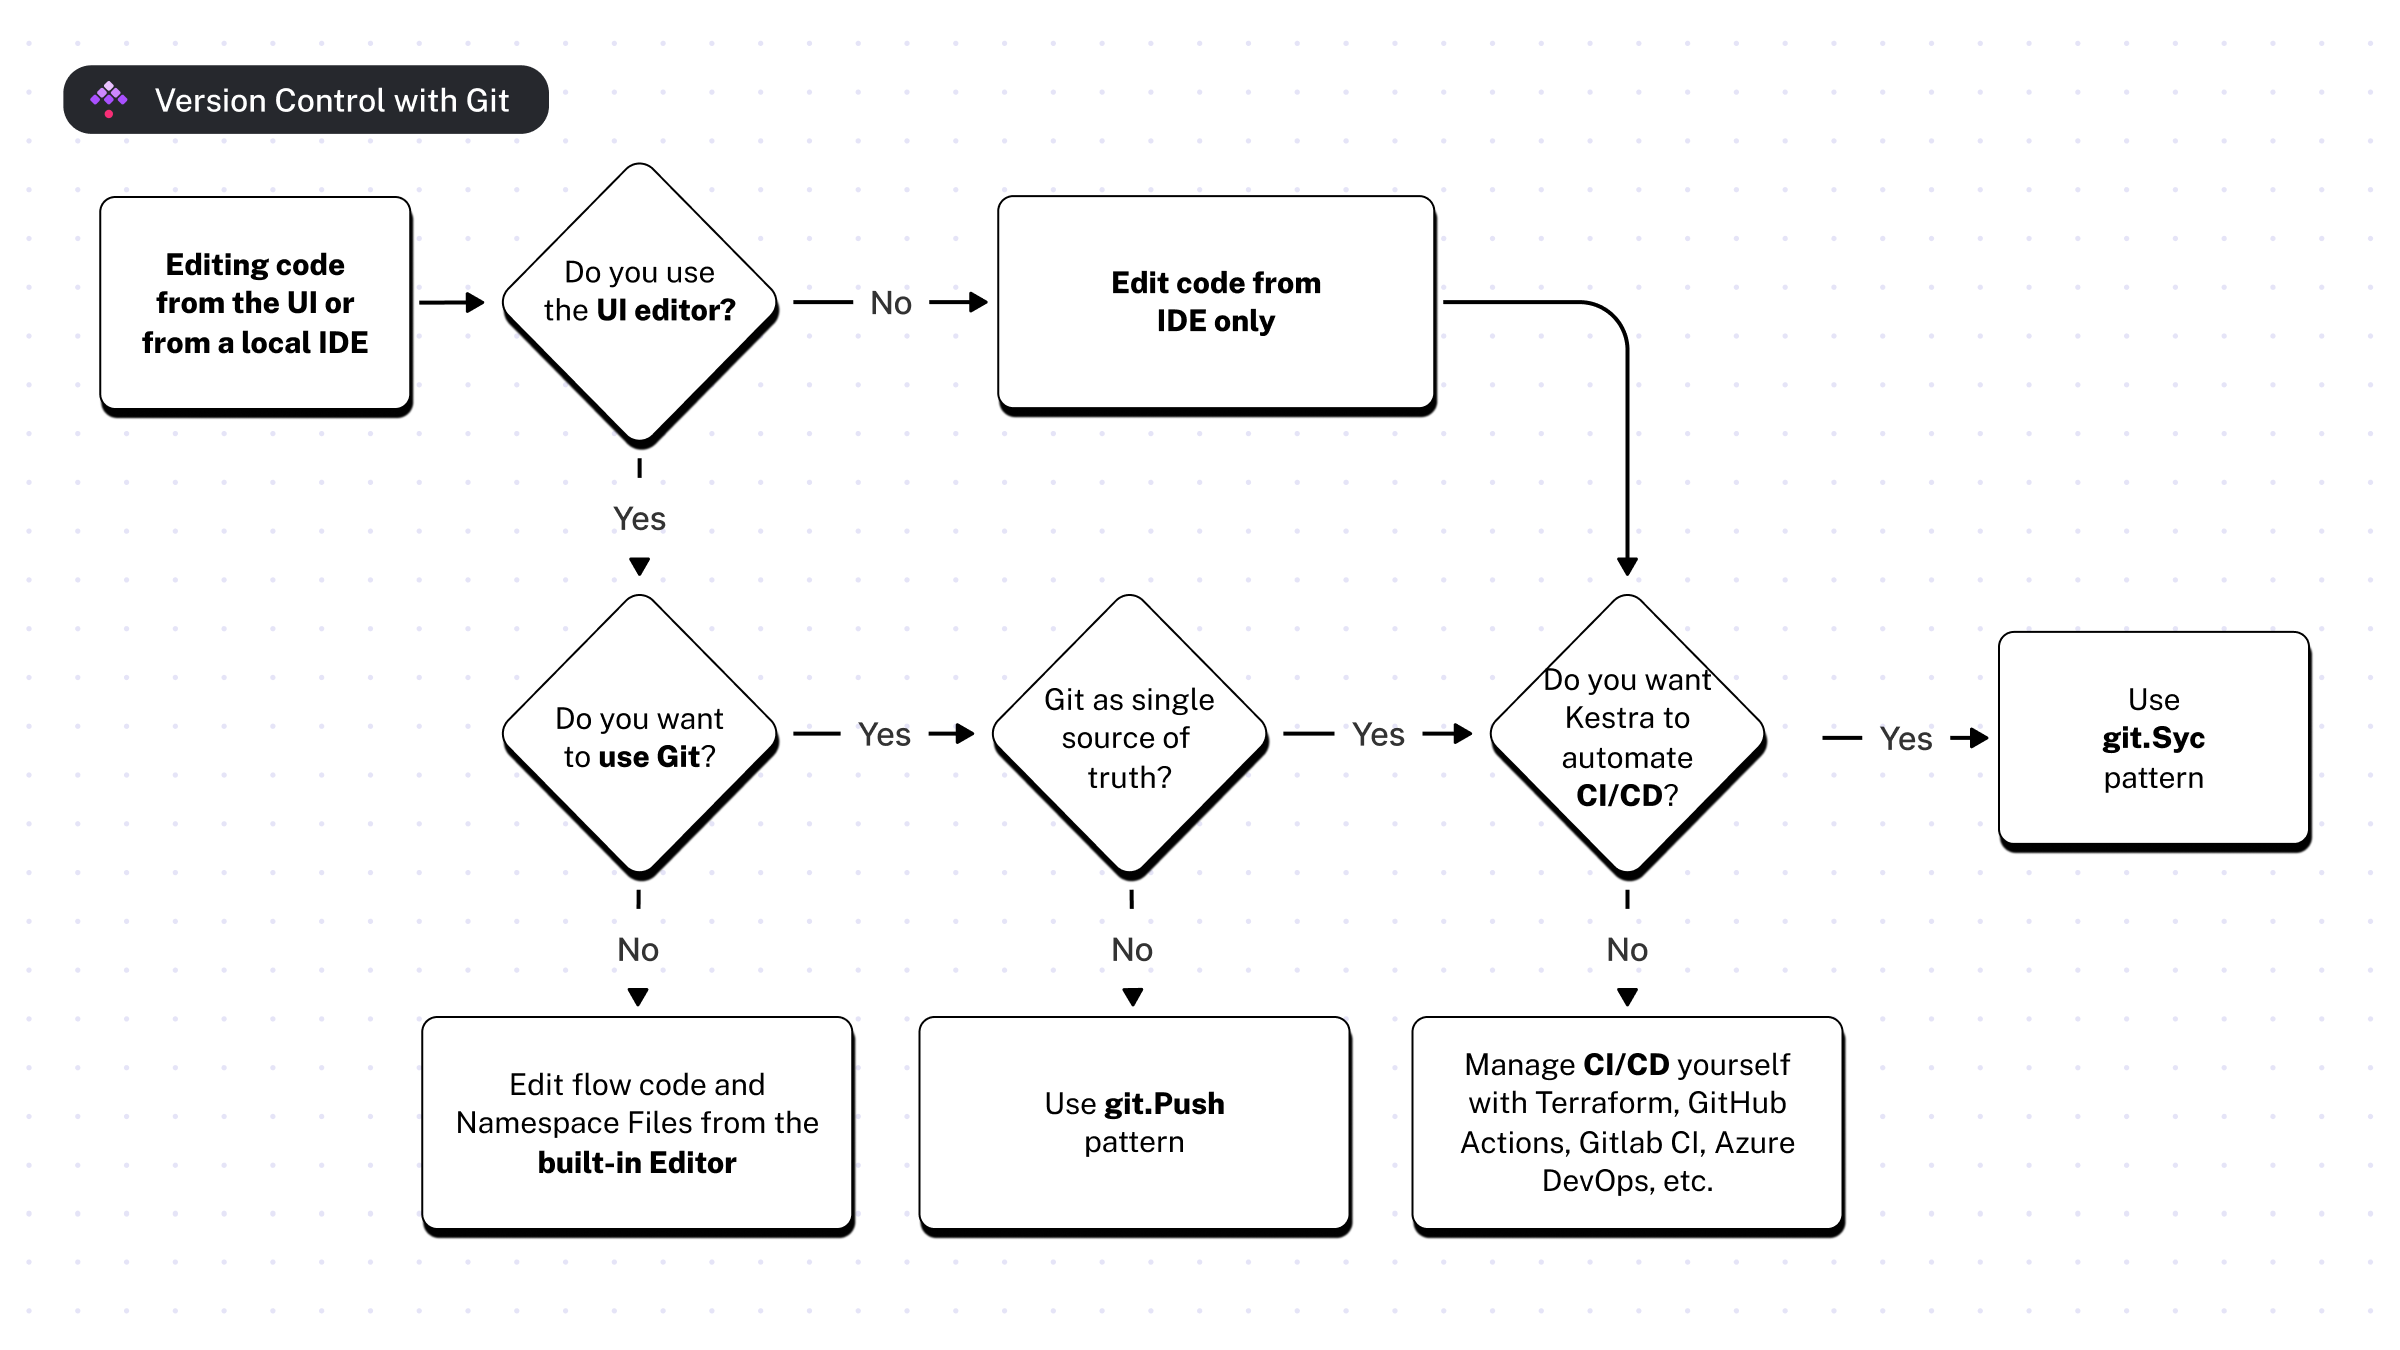 Version Control with Git
Editing code
from the UI or
from a local IDE
Do you use
the UI editor?
No
Edit code from
IDE only
Yes
Do you want
to use Git?
Yes
Git as single
source of
truth?
Yes
Do you want
Kestra to
automate
CI/CD?
Yes
Use
git.Syc
pattern
No
No
No
Edit flow code and
Namespace Files from the
built-in Editor
Use git.Push
pattern
Manage CI/CD yourself
with Terraform, GitHub
Actions, Gitlab CI, Azure
DevOps, etc.